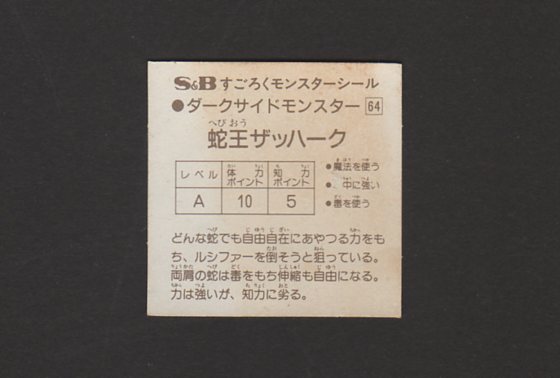 S&Bすごろくモンスターシール
●ダークサイドモンスター 64
蛇王ザッハーク
レベル 体力ポイント 知力ポイント
A 10 5
●魔法を使う
●、中に強い
●毒を使う
どんな蛇でも自由自在にあやつる力をも
ち、ルシファーを倒そうと狙っている。
両肩の蛇は毒をもち伸縮も自由になる。
力は強いが、知力に劣る。